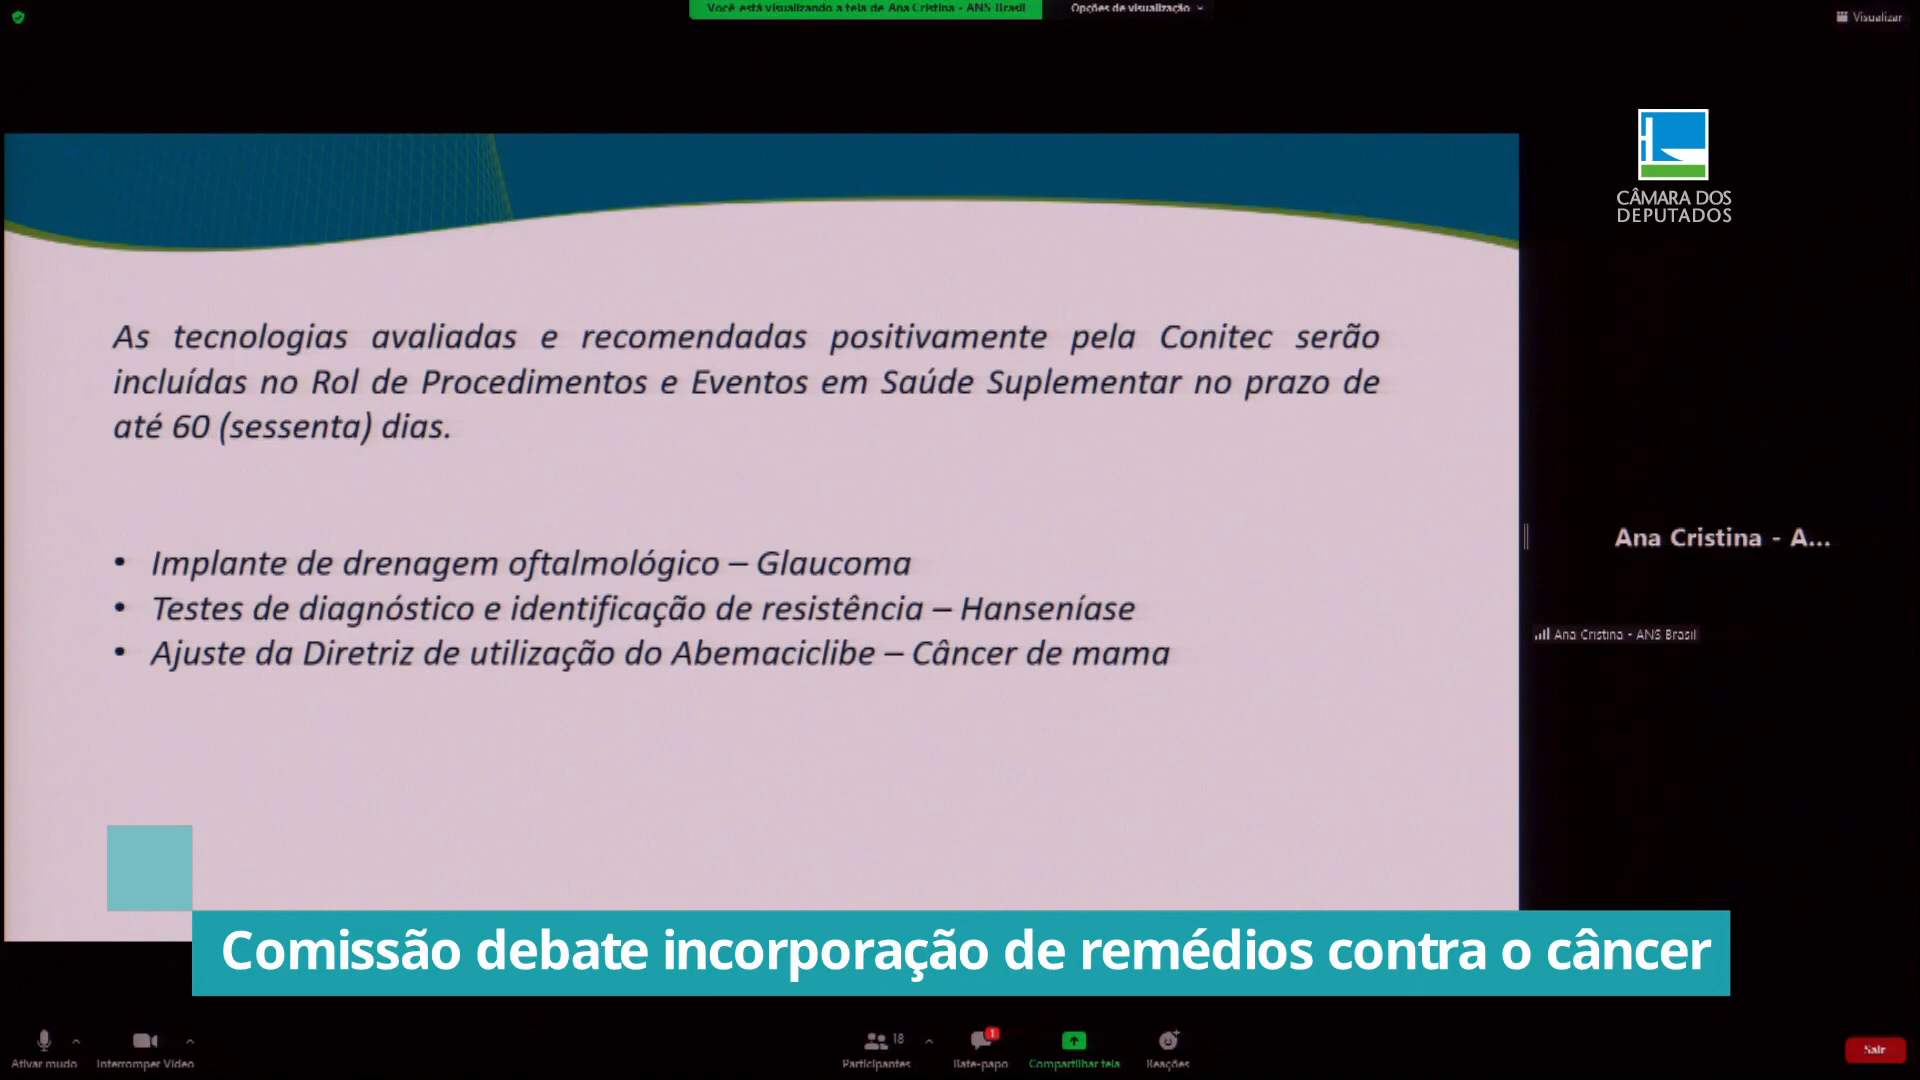 Você está visualizando a tela de Ana Cristina - ANS Brasil
Opções de visualização
Visualizar
CÂMARA DOS
DEPUTADOS
As tecnologias avaliadas e recomendadas positivamente pela Conitec serão
incluídas no Rol de Procedimentos e Eventos em Saúde Suplementar no prazo de
até 60 (sessenta) dias.
• Implante de drenagem oftalmológico – Glaucoma
• Testes de diagnóstico e identificação de resistência – Hanseníase
• Ajuste da Diretriz de utilização do Abemaciclibe – Câncer de mama
Ana Cristina - A...
Ana Cristina - ANS Brasil
Comissão debate incorporação de remédios contra o câncer
Ativar mudo
Interromper Vídeo
18
Participantes
1
Bate-papo
Compartilhar tela
Reações
Sair